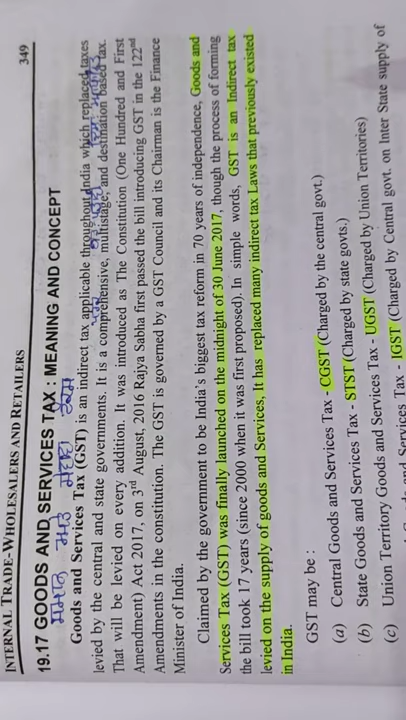 INTERNAL TRADE-WHOLESALERS AND RETAILERS 349
19.17 GOODS AND SERVICES TAX : MEANING AND CONCEPT
Goods and Services Tax (GST) is an indirect tax applicable throughout India which replaced taxes
levied by the central and state governments. It is a comprehensive, multistage, and destination based tax.
That will be levied on every addition. It was introduced as The Constitution (One Hundred and First
Amendment) Act 2017, on 3rd August, 2016 Rajya Sabha first passed the bill introducing GST in the 122nd
Amendments in the constitution. The GST is governed by a GST Council and its Chairman is the Finance
Minister of India.
Claimed by the government to be India's biggest tax reform in 70 years of independence, Goods and
Services Tax (GST) was finally launched on the midnight of 30 June 2017, though the process of forming
the bill took 17 years (since 2000 when it was first proposed). In simple words, GST is an Indirect tax
levied on the supply of goods and Services, It has replaced many indirect tax Laws that previously existed
in India.
GST may be :
(a) Central Goods and Services Tax - CGST (Charged by the central govt.)
(b) State Goods and Services Tax - STST (Charged by state govts.)
(c) Union Territory Goods and Services Tax - UGST (Charged by Union Territories)
and Services Tax - IGST (Charged by Central govt. on Inter State supply of